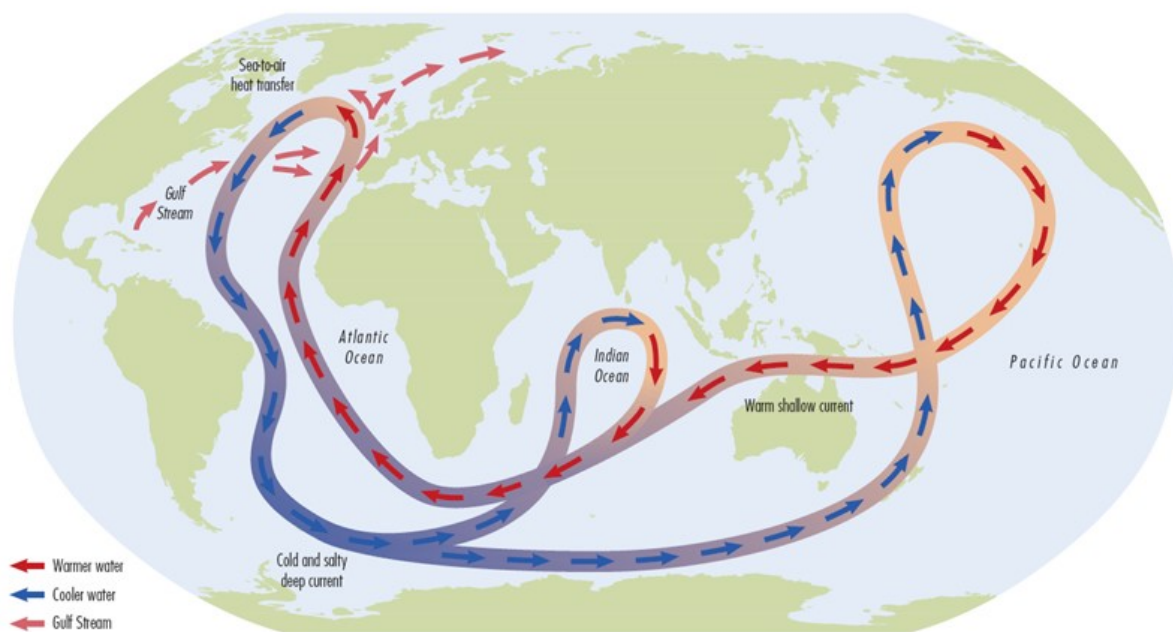 Sea-to-air
heat transfer
Gulf
Stream
Atlantic
Ocean
Indian
Ocean
Pacific Ocean
Warm shallow current
Cold and salty
deep current
Warmer water
Cooler water
Gulf Stream